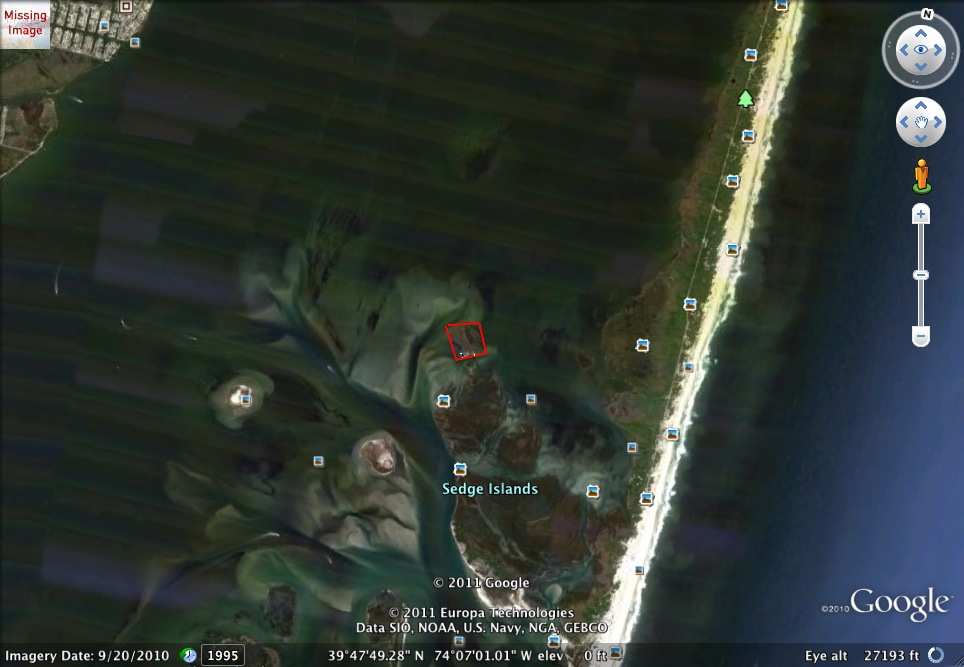 Missing
Image
N
Sedge Islands
© 2011 Google
© 2011 Europa Technologies
Data SIO, NOAA, U.S. Navy, NGA, GEBCO
©2010 Google
Imagery Date: 9/20/2010 1995 39°47'49.28" N 74°07'01.01" W elev 0 ft Eye alt 27193 ft